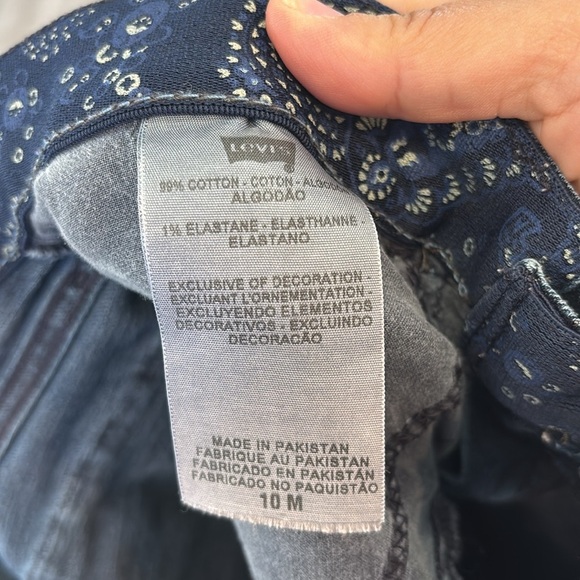 LEVI'S
99% COTTON - COTON - ALGODÓN
ALGODÃO
1% ELASTANE - ELASTHANNE -
ELASTANO
EXCLUSIVE OF DECORATION -
EXCLUANT L'ORNEMENTATION -
EXCLUYENDO ELEMENTOS
DECORATIVOS - EXCLUINDO
DECORAÇÃO
MADE IN PAKISTAN
FABRIQUE AU PAKISTAN
FABRICADO EN PAKISTÁN
FABRICADO NO PAQUISTÃO
10 M